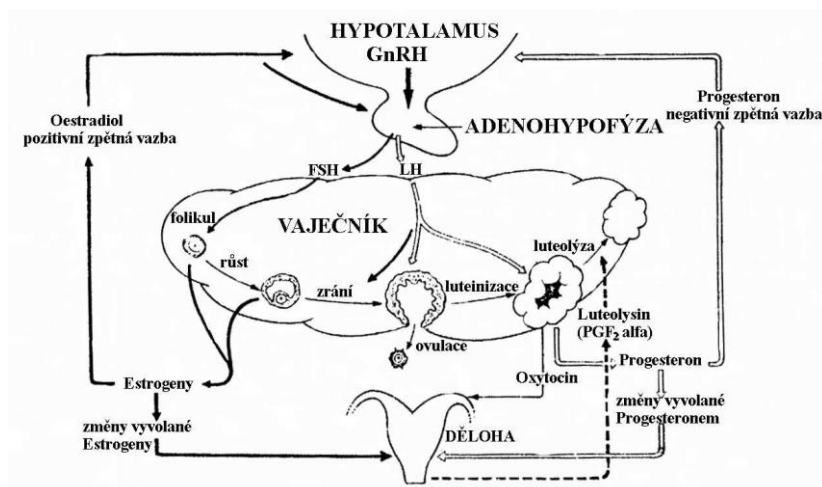 HYPOTALAMUS
GnRH
Oestradiol
pozitivní zpětná vazba
Progesteron
negativní zpětná vazba
ADENOHYPOFÝZA
FSH
LH
folikul
VAJEČNÍK
růst
luteolýza
zrání
luteinizace
Luteolysin
(PGF₂ alfa)
ovulace
Progesteron
Oxytocin
Estrogeny
změny vyvolané
Progesteronem
změny vyvolané
Estrogeny
DĚLOHA